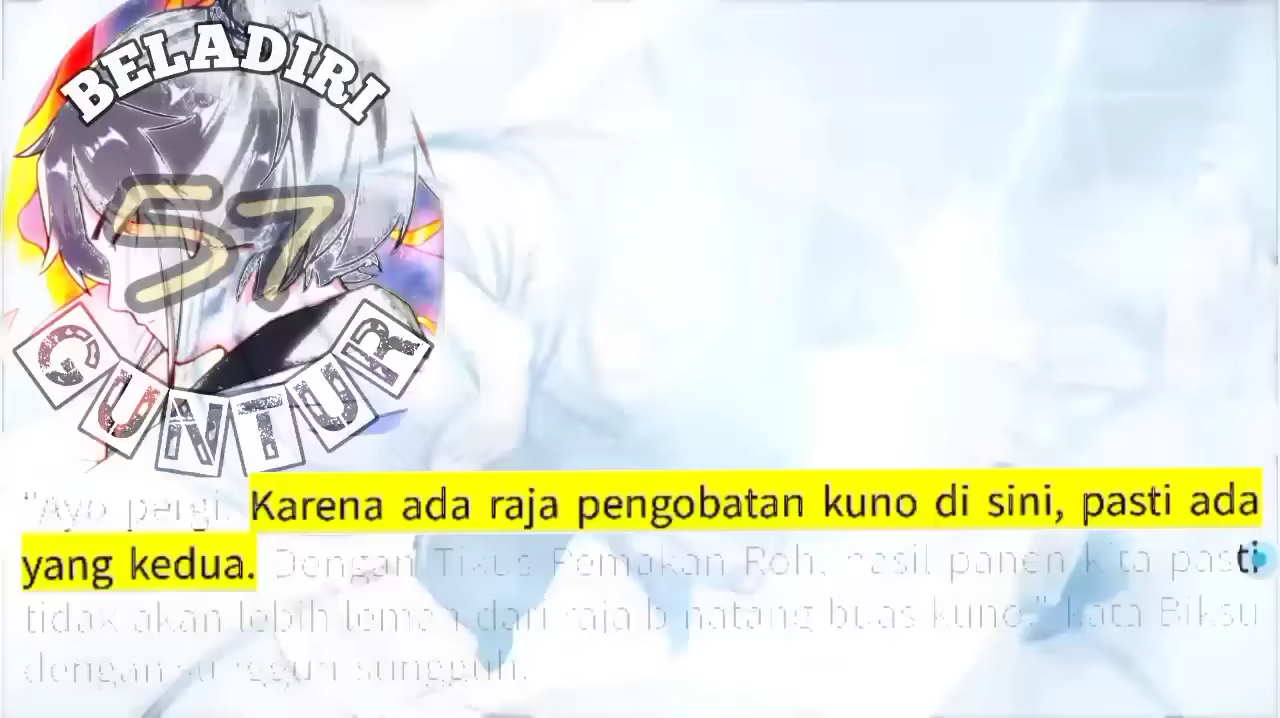 BELADIRI
57
GUNTUR
"Ayo pergi. Karena ada raja pengobatan kuno di sini, pasti ada
yang kedua. Dengan Tikus Pemakan Roh, hasil panen kita pasti
tidak akan lebih lemah dari raja binatang buas kuno," kata Biksu
dengan sungguh-sungguh.